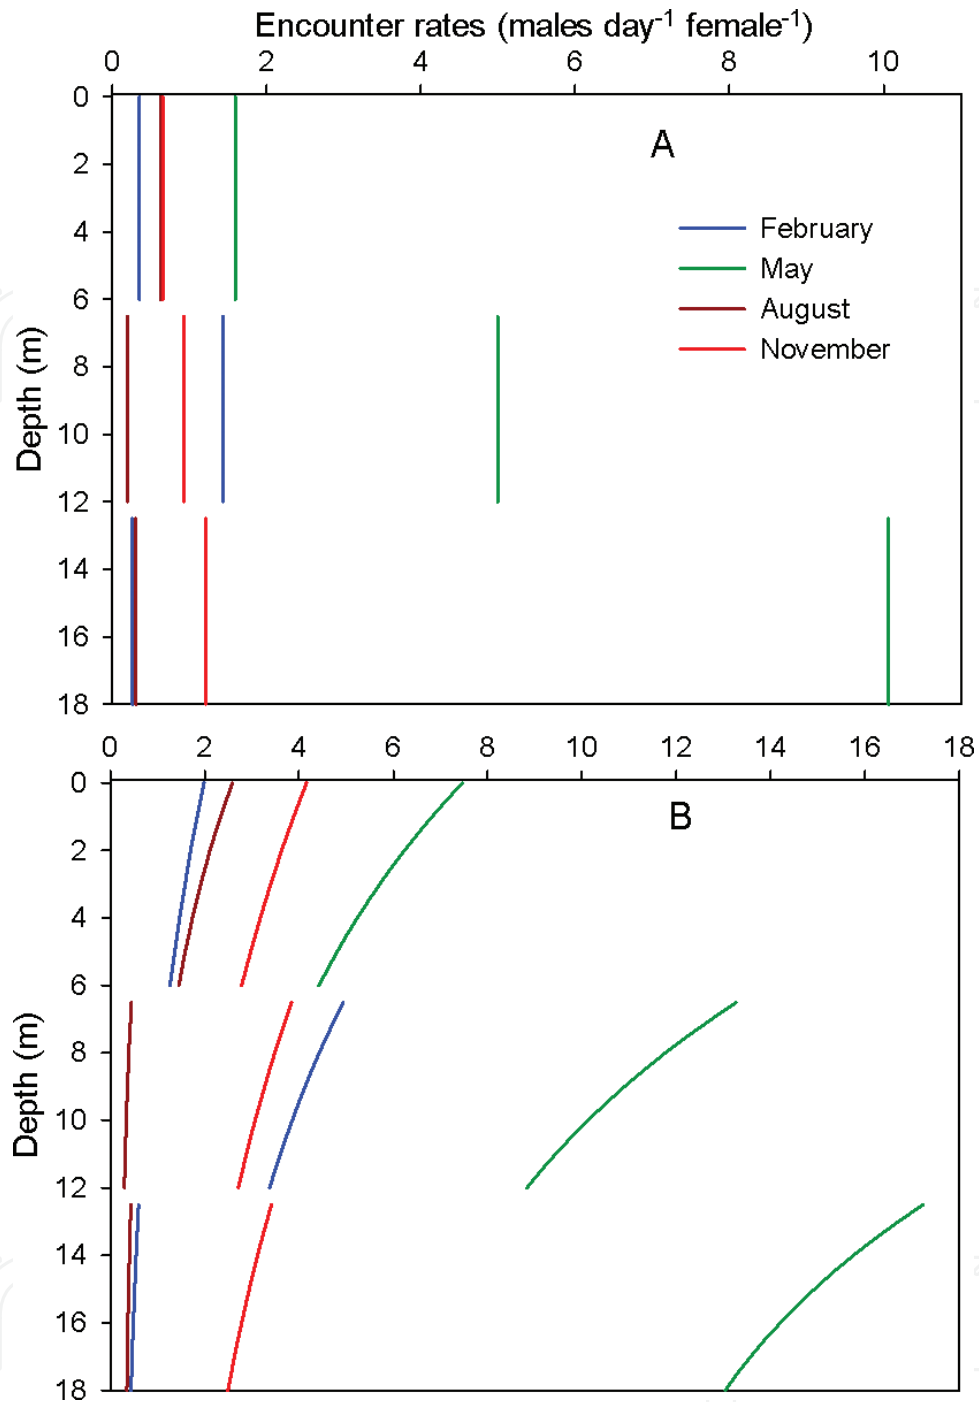 Encounter rates (males day⁻¹ female⁻¹)
0 2 4 6 8 10
0
2
4
6
8
10
12
14
16
18
Depth (m)
A
February
May
August
November
0 2 4 6 8 10 12 14 16 18
0
2
4
6
8
10
12
14
16
18
Depth (m)
B